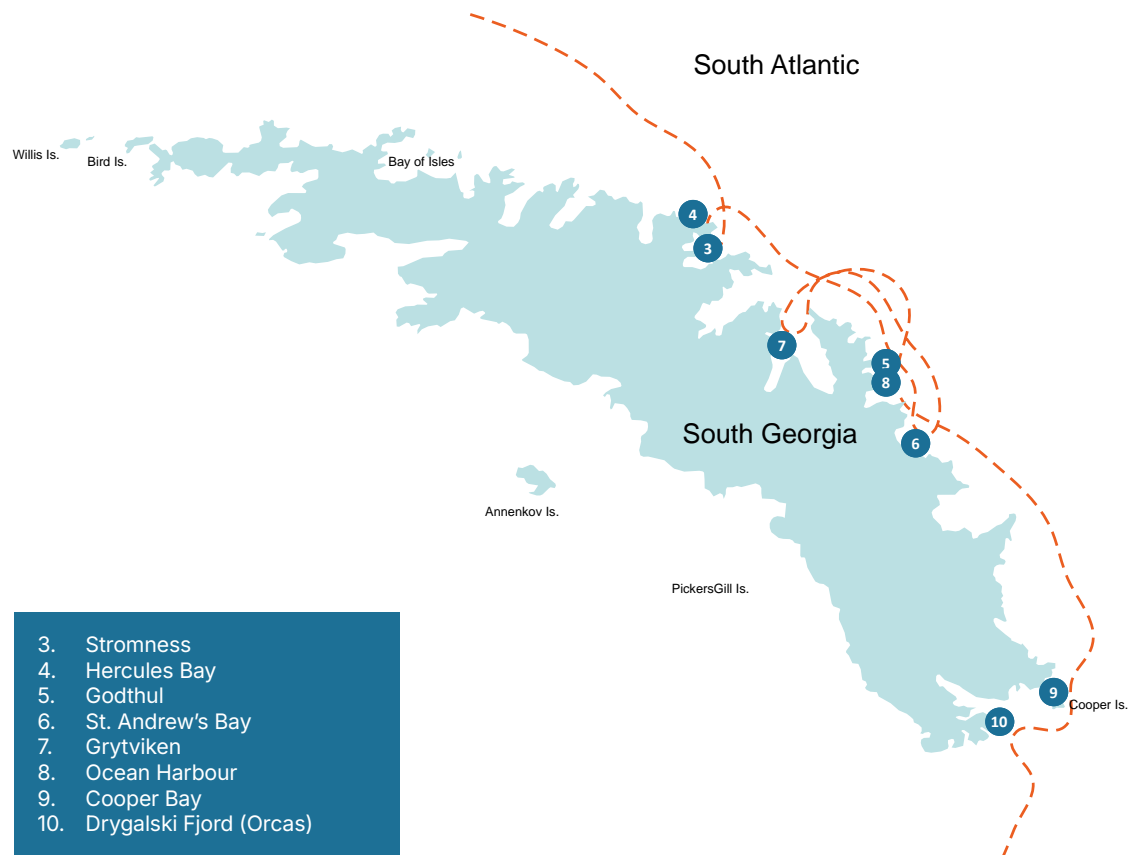 South Atlantic
Willis Is.
Bird Is.
Bay of Isles
4
3
7
5
8
South Georgia
6
Annenkov Is.
PickersGill Is.
9
Cooper Is.
10
3. Stromness
4. Hercules Bay
5. Godthul
6. St. Andrew’s Bay
7. Grytviken
8. Ocean Harbour
9. Cooper Bay
10. Drygalski Fjord (Orcas)